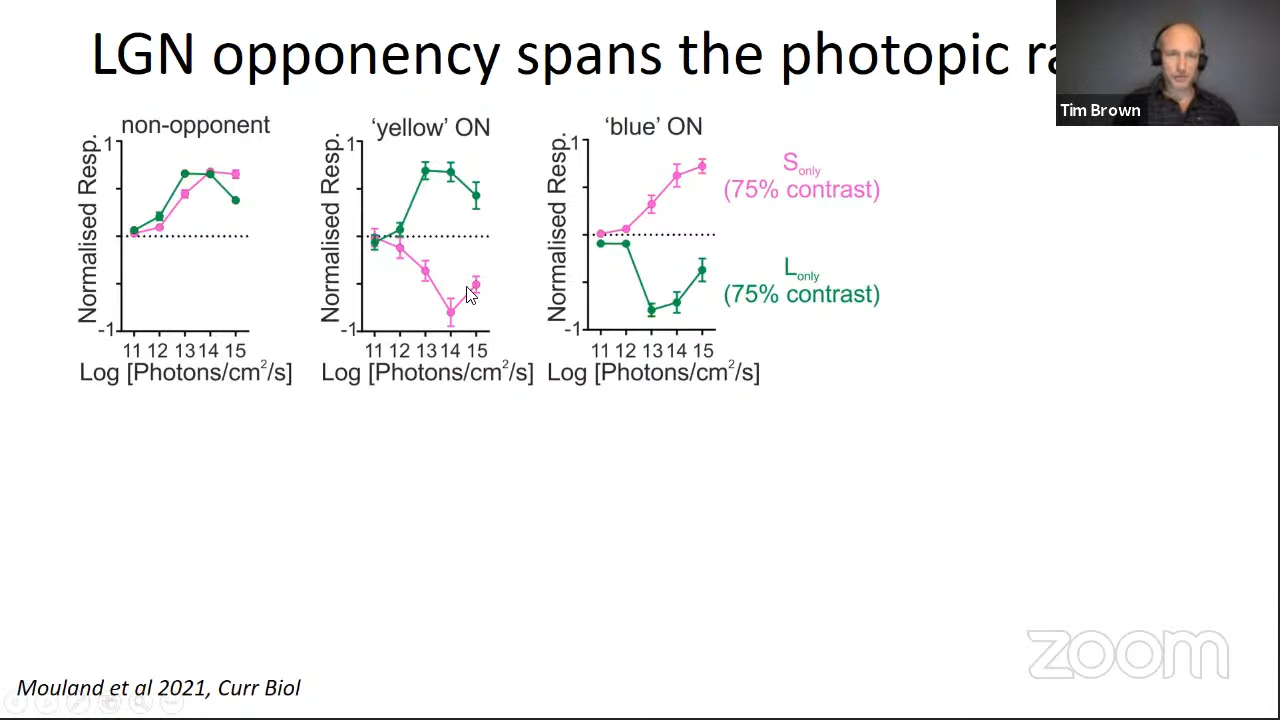 LGN opponency spans the photopic ra
Tim Brown
non-opponent
'yellow' ON
'blue' ON
Normalised Resp.
1
-1
11 12 13 14 15
Log [Photons/cm²/s]
Normalised Resp.
1
-1
11 12 13 14 15
Log [Photons/cm²/s]
Normalised Resp.
1
-1
11 12 13 14 15
Log [Photons/cm²/s]
Sonly
(75% contrast)
Lonly
(75% contrast)
Mouland et al 2021, Curr Biol
zoom